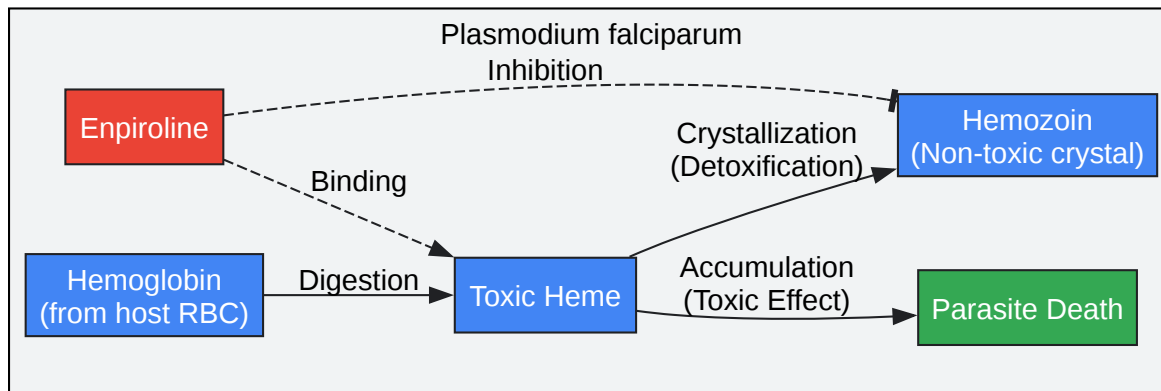 Plasmodium falciparum
Inhibition
Enpiroline
Hemozoin
(Non-toxic crystal)
Crystallization
(Detoxification)
Binding
Hemoglobin
(from host RBC)
Digestion
Toxic Heme
Accumulation
(Toxic Effect)
Parasite Death